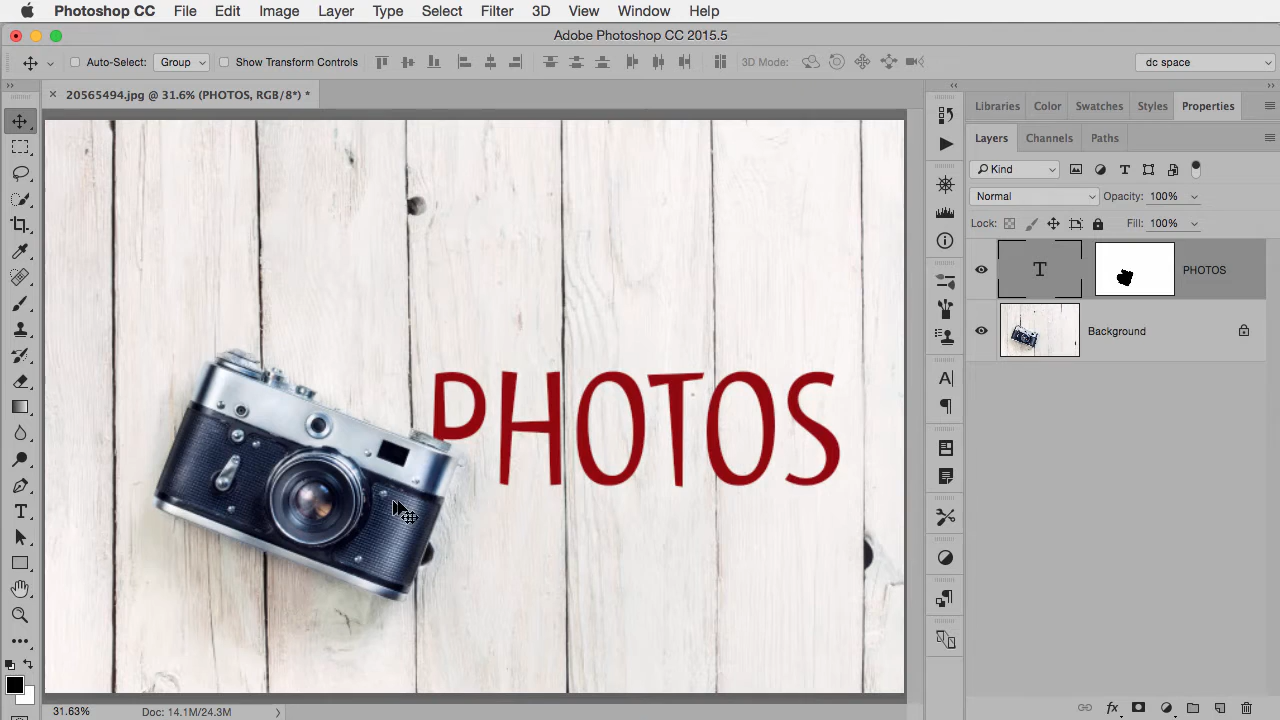 Photoshop CC File Edit Image Layer Type Select Filter 3D View Window Help
Adobe Photoshop CC 2015.5
Auto-Select: Group Show Transform Controls 3D Mode: dc space
× 20565494.jpg @ 31.6% (PHOTOS, RGB/8*) *
Libraries Color Swatches Styles Properties
Layers Channels Paths
Kind
Normal Opacity: 100%
Lock: Fill: 100%
T PHOTOS
Background
PHOTOS
31.63% Doc: 14.1M/24.3M
fx